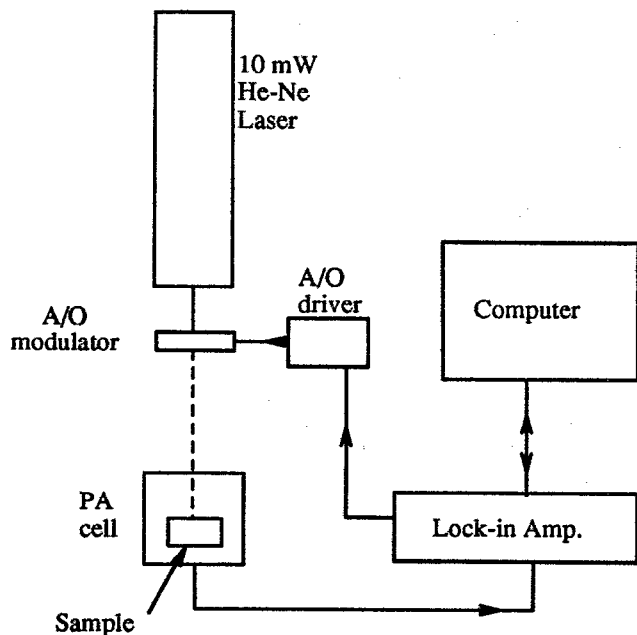 10 mW
He-Ne
Laser
A/O
modulator
A/O
driver
Computer
PA
cell
Lock-in Amp.
Sample